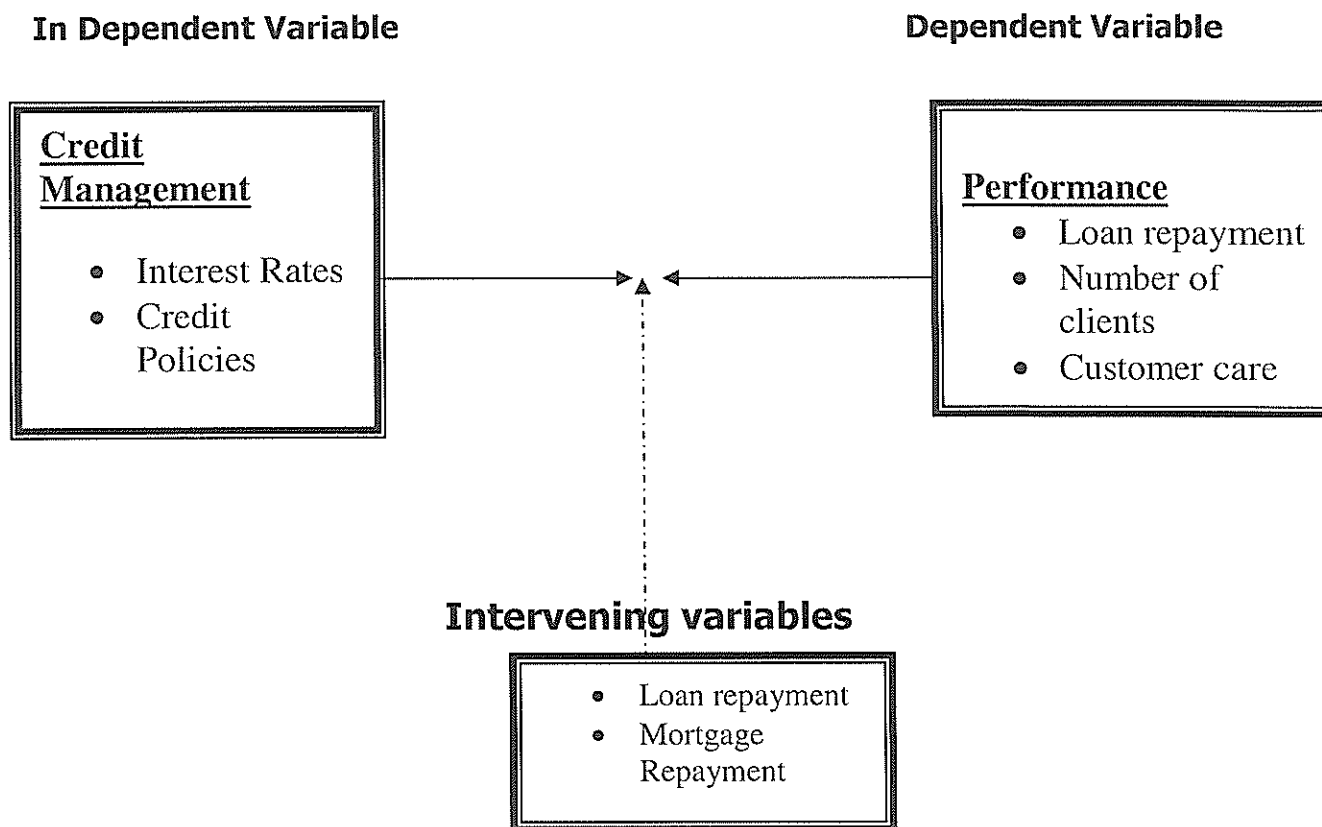 In Dependent Variable
Dependent Variable
Credit
Management
• Interest Rates
• Credit
Policies
Performance
• Loan repayment
• Number of
clients
• Customer care
Intervening variables
• Loan repayment
• Mortgage
Repayment